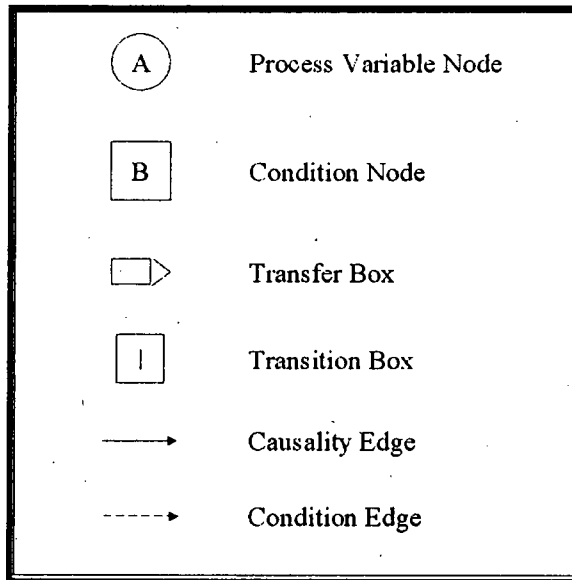 A Process Variable Node
B Condition Node
Transfer Box
I Transition Box
Causality Edge
Condition Edge